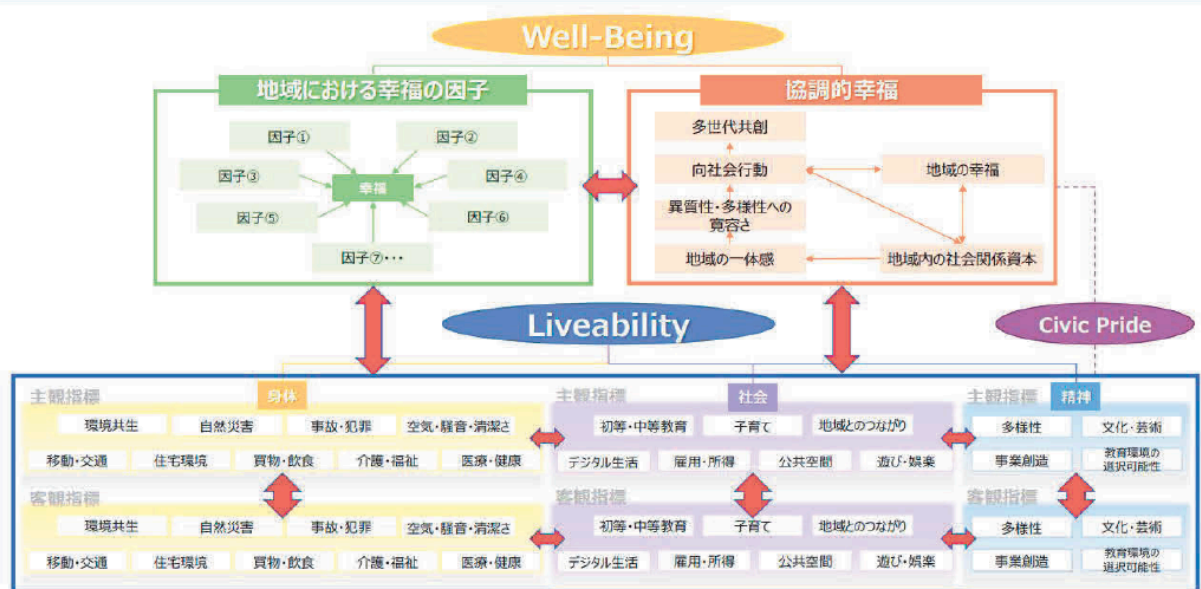 Well-Being
地域における幸福の因子
因子①
因子②
因子③
幸福
因子④
因子⑤
因子⑥
因子⑦・・・
協調的幸福
多世代共創
向社会行動
地域の幸福
異質性・多様性への
寛容さ
地域の一体感
地域内の社会関係資本
Liveability
Civic Pride
主観指標
身体
環境共生
自然災害
事故・犯罪
空気・騒音・清潔さ
移動・交通
住宅環境
買物・飲食
介護・福祉
医療・健康
主観指標
社会
初等・中等教育
子育て
地域とのつながり
デジタル生活
雇用・所得
公共空間
遊び・娯楽
主観指標
精神
多様性
文化・芸術
事業創造
教育環境の
選択可能性
客観指標
環境共生
自然災害
事故・犯罪
空気・騒音・清潔さ
移動・交通
住宅環境
買物・飲食
介護・福祉
医療・健康
客観指標
初等・中等教育
子育て
地域とのつながり
デジタル生活
雇用・所得
公共空間
遊び・娯楽
客観指標
多様性
文化・芸術
事業創造
教育環境の
選択可能性